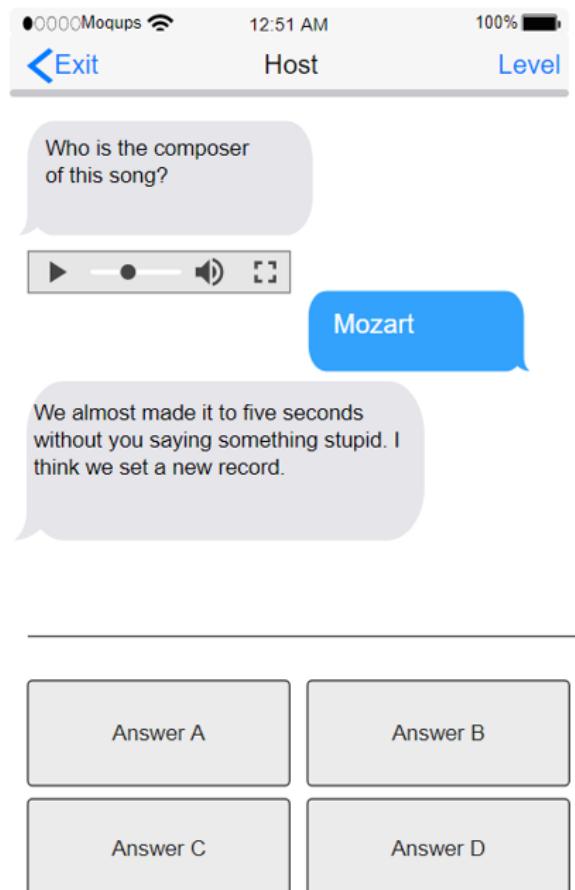 Moqups 12:51 AM 100%
Exit Host Level
Who is the composer
of this song?
Mozart
We almost made it to five seconds
without you saying something stupid. I
think we set a new record.
Answer A Answer B
Answer C Answer D